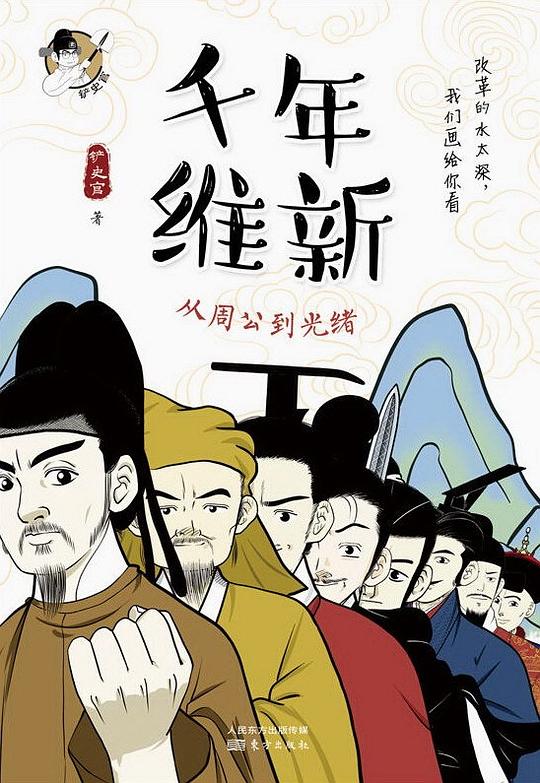 铲史官
千年
维新
改革的水太深，
我们画给你看
铲史官
著
从周公到光绪
人民东方出版传媒
东方出版社